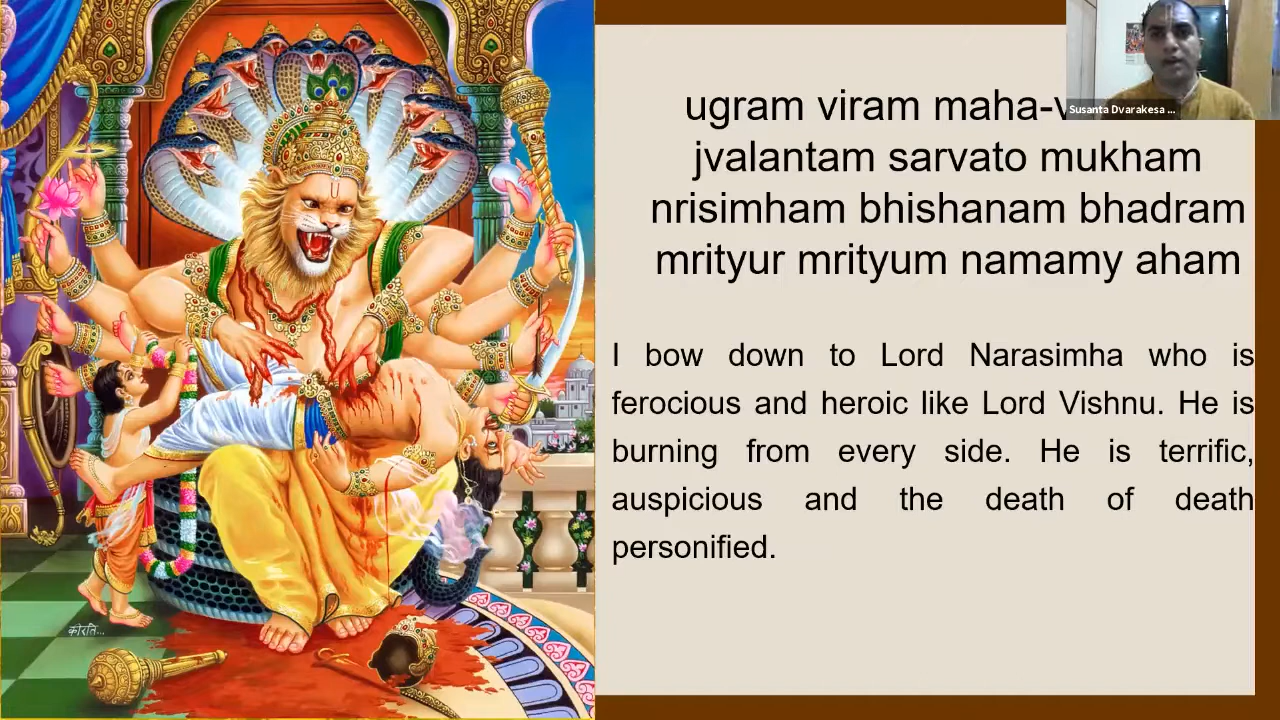 ugram viram maha-v
jvalantam sarvato mukham
nrisimham bhishanam bhadram
mrityur mrityum namamy aham
I bow down to Lord Narasimha who is
ferocious and heroic like Lord Vishnu. He is
burning from every side. He is terrific,
auspicious and the death of death
personified.
Susanta Dvarakesa ...
कीरति...